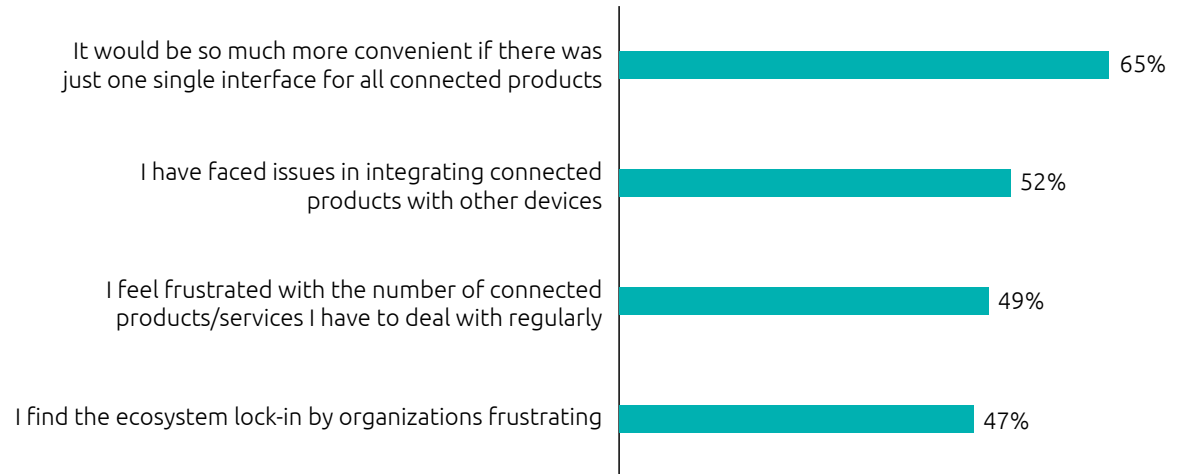 It would be so much more convenient if there was
just one single interface for all connected products
65%
I have faced issues in integrating connected
products with other devices
52%
I feel frustrated with the number of connected
products/services I have to deal with regularly
49%
I find the ecosystem lock-in by organizations frustrating
47%